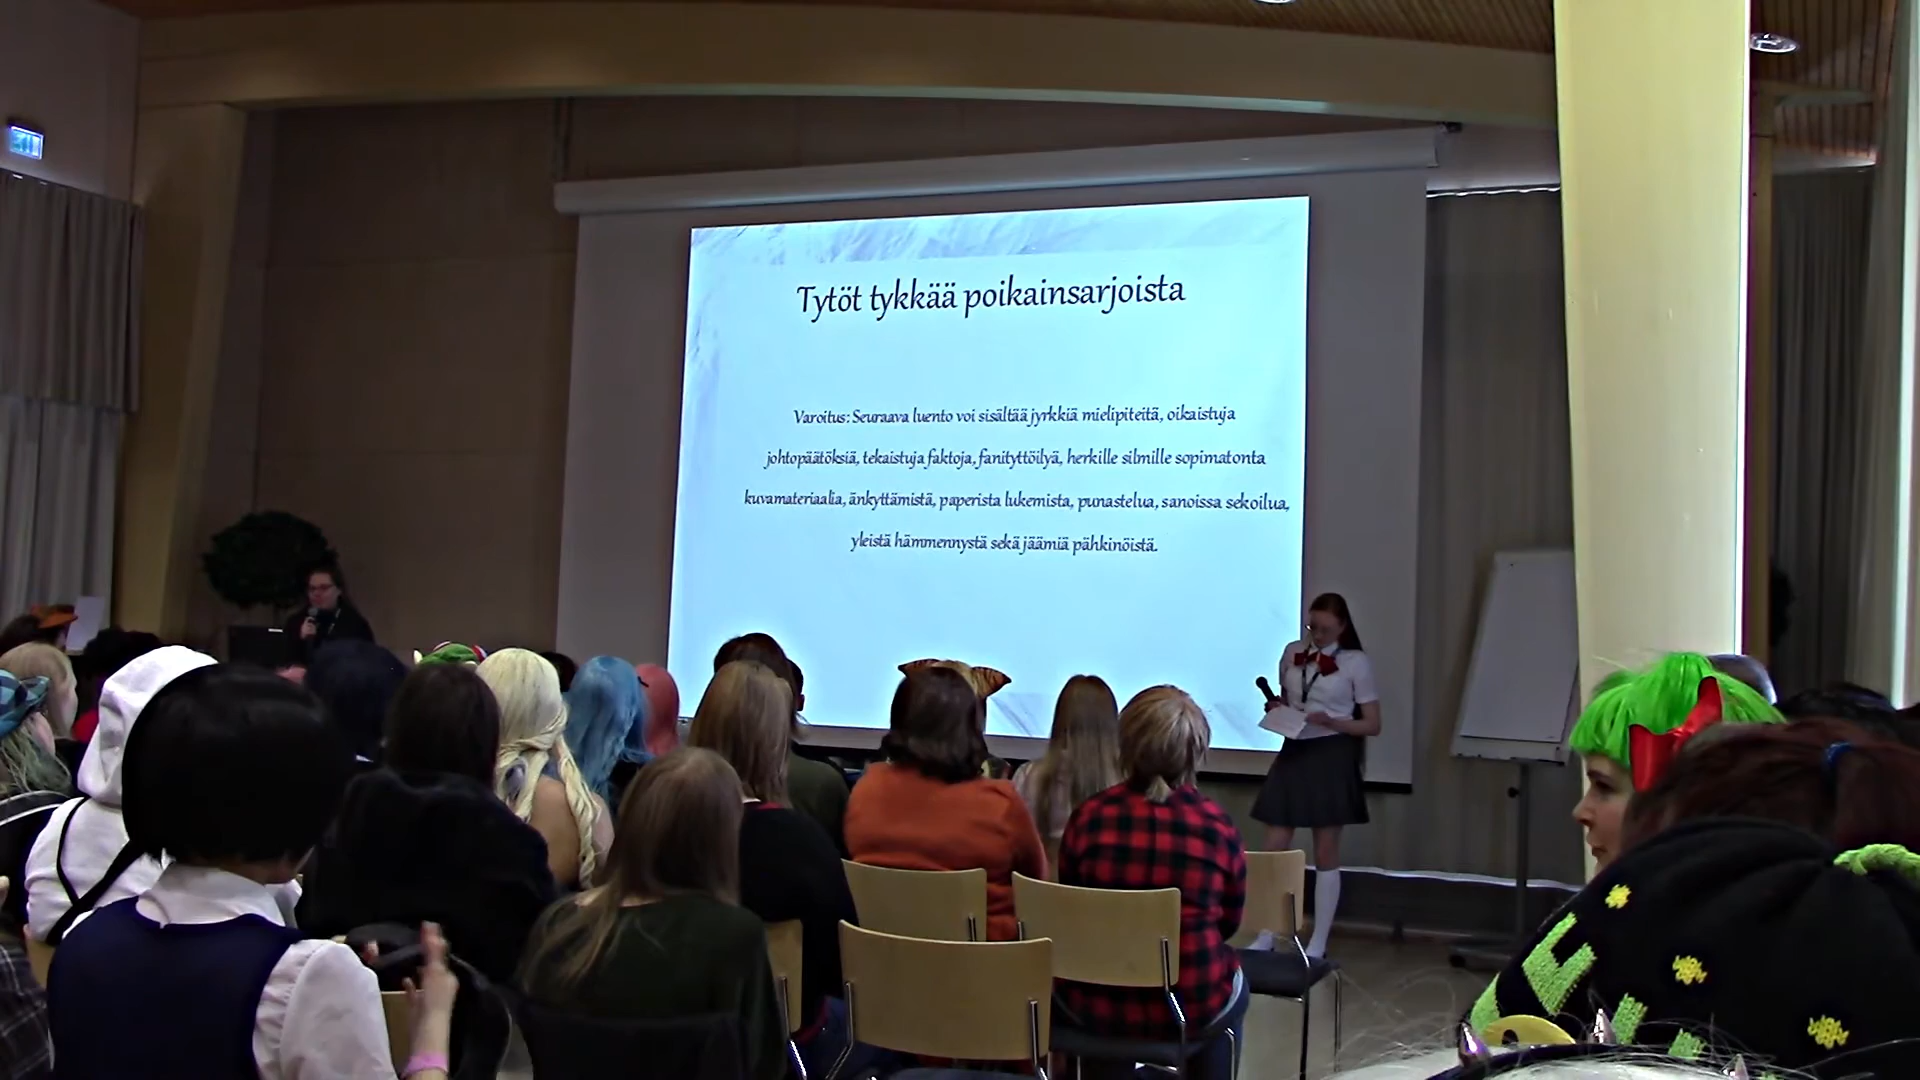 Tytöt tykkää poikainsarjoista
Varoitus: Seuraava luento voi sisältää jyrkkiä mielipiteitä, oikaistuja
johtopäätöksiä, tekaistuja faktoja, fanityttöilyä, herkille silmille sopimatonta
kuvamateriaalia, änkyttämistä, paperista lukemista, punastelua, sanoissa sekoilua,
yleistä hämmennystä sekä jäämiä pähkinöistä.